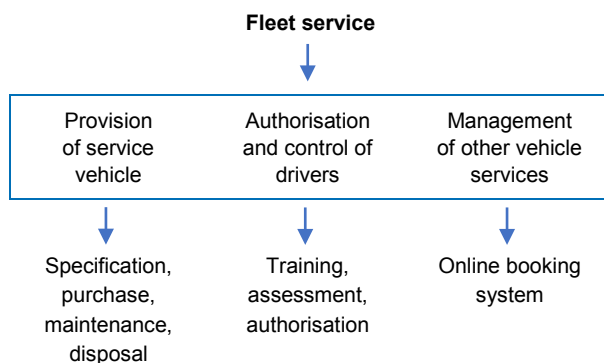 Fleet service
Provision
of service
vehicle
Authorisation
and control of
drivers
Management
of other vehicle
services
Specification,
purchase,
maintenance,
disposal
Training,
assessment,
authorisation
Online booking
system